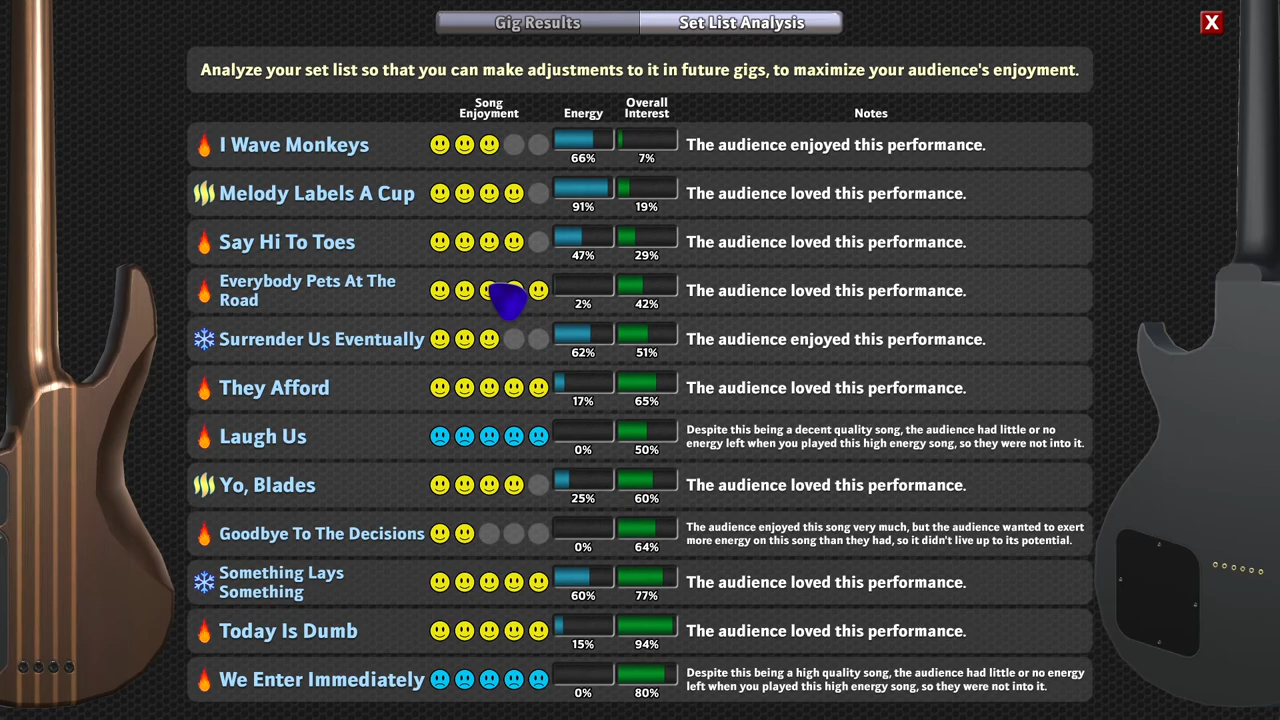 Gig Results
Set List Analysis
X
Analyze your set list so that you can make adjustments to it in future gigs, to maximize your audience's enjoyment.
Song Enjoyment
Energy
Overall Interest
Notes
I Wave Monkeys
66%
7%
The audience enjoyed this performance.
Melody Labels A Cup
91%
19%
The audience loved this performance.
Say Hi To Toes
47%
29%
The audience loved this performance.
Everybody Pets At The
Road
2%
42%
The audience loved this performance.
Surrender Us Eventually
62%
51%
The audience enjoyed this performance.
They Afford
17%
65%
The audience loved this performance.
Laugh Us
0%
50%
Despite this being a decent quality song, the audience had little or no
energy left when you played this high energy song, so they were not into it.
Yo, Blades
25%
60%
The audience loved this performance.
Goodbye To The Decisions
0%
64%
The audience enjoyed this song very much, but the audience wanted to exert
more energy on this song than they had, so it didn't live up to its potential.
Something Lays
Something
60%
77%
The audience loved this performance.
Today Is Dumb
15%
94%
The audience loved this performance.
We Enter Immediately
0%
80%
Despite this being a high quality song, the audience had little or no energy
left when you played this high energy song, so they were not into it.